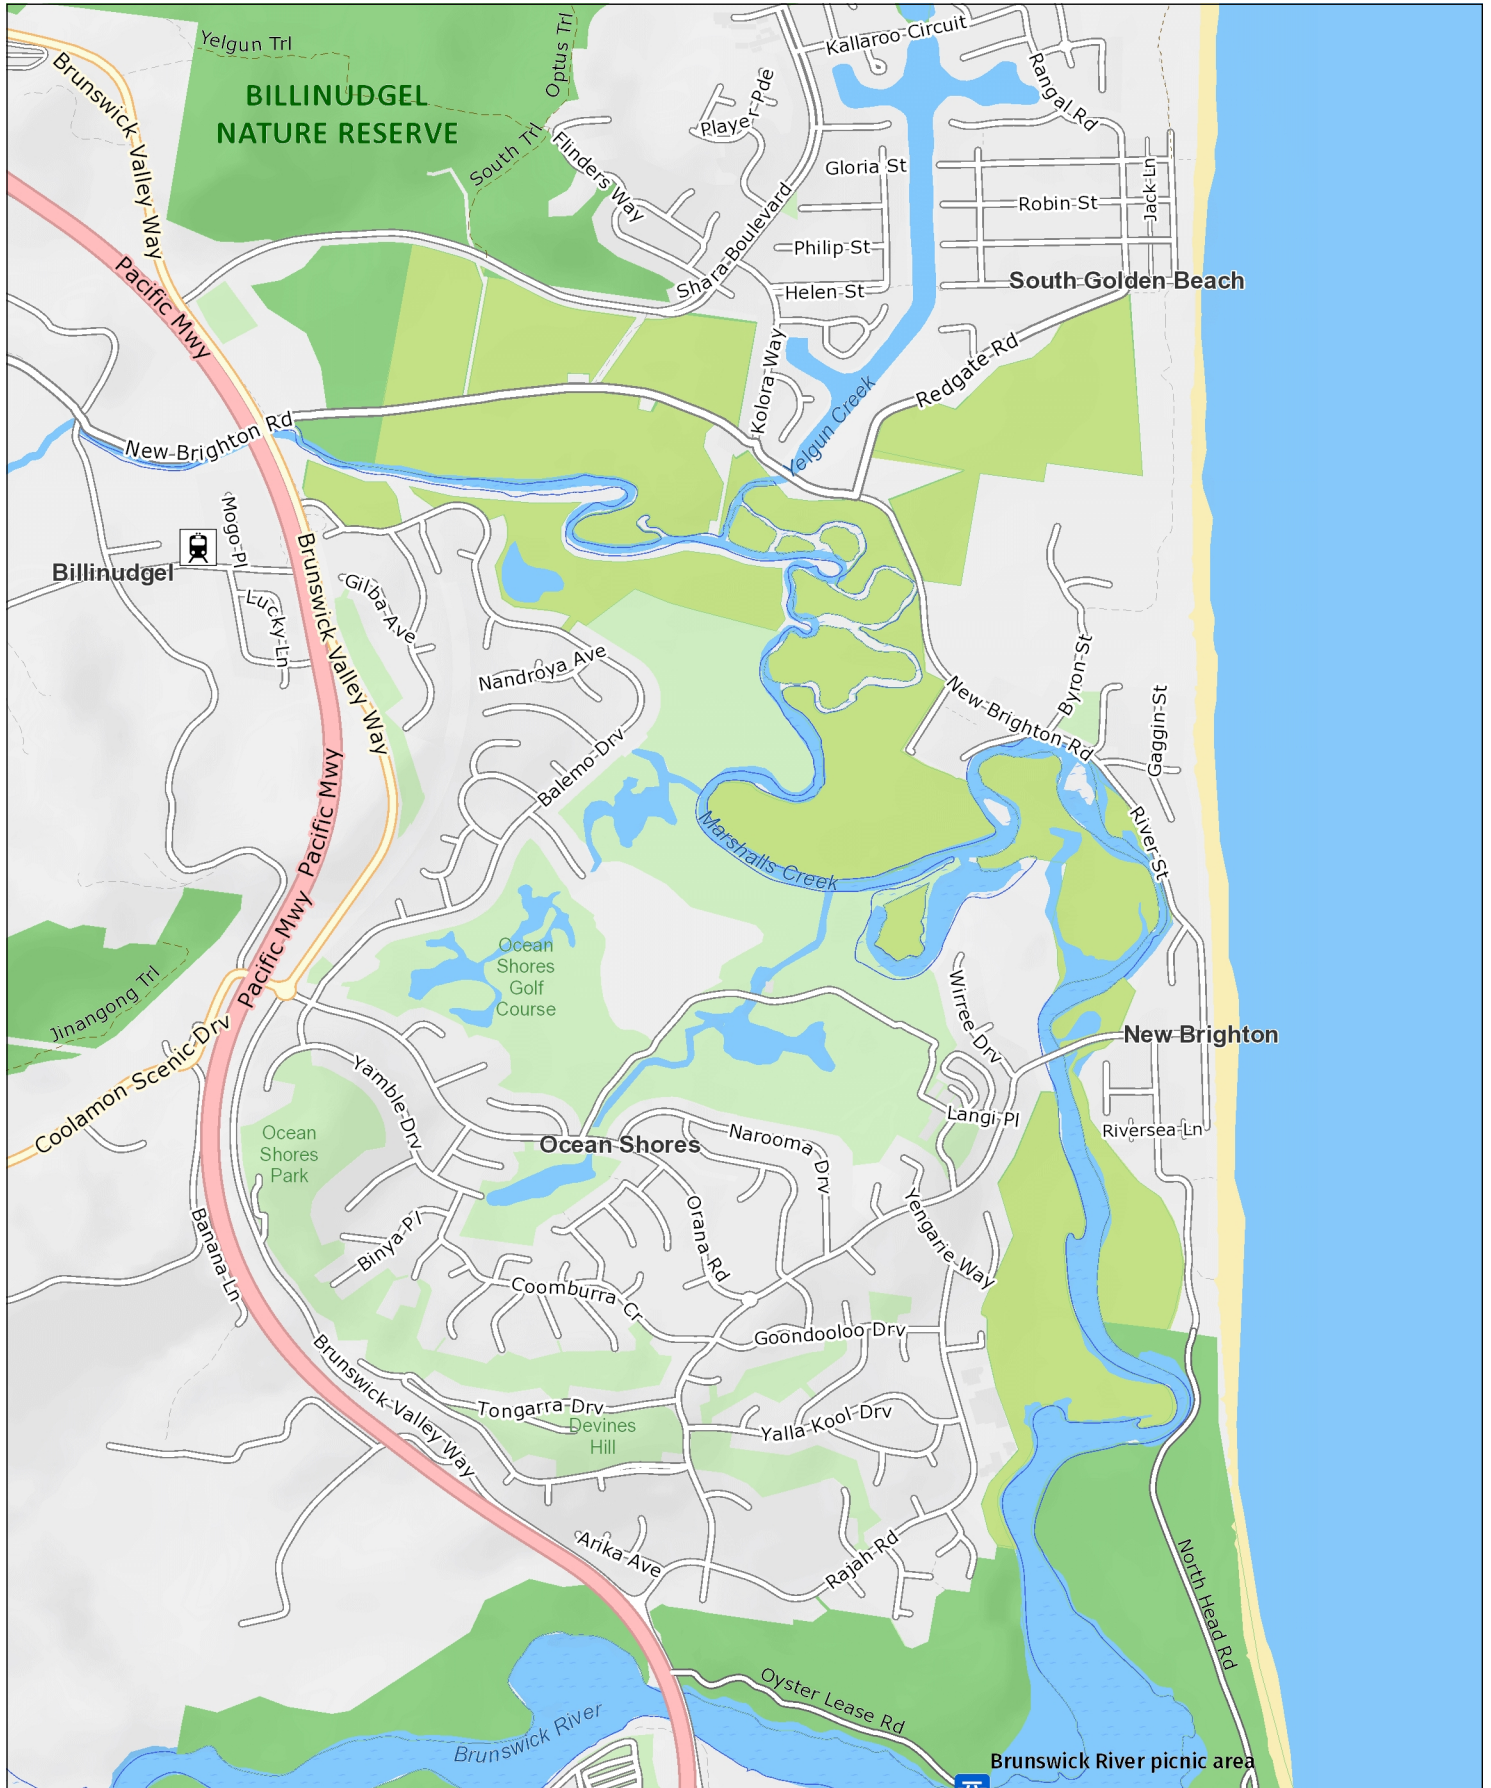 Kallaroo Circuit
Yelgun Trl
Optus Trl
Brunswick Valley Way
BILLINUDGEL
NATURE RESERVE
Player Pde
Rangal Rd
South Trl
Flinders Way
Gloria St
Jack Ln
Robin St
Shara Boulevard
Philip St
South Golden Beach
Helen St
Pacific Mwy
Kolora Way
Redgate Rd
Yelgun Creek
New Brighton Rd
Mogo Pl
Billinudgel
Brunswick Valley Way
Gilba Ave
Lucky Ln
Nandroya Ave
Byron St
New Brighton Rd
Gaggin St
Balemo Drv
Pacific Mwy
Marshalls Creek
River St
Pacific Mwy
Ocean
Shores
Golf
Course
Jinangong Trl
Wirree Drv
Coolamon Scenic Drv
New Brighton
Yamble Drv
Langi Pl
Riversea Ln
Ocean
Shores
Park
Ocean Shores
Narooma Drv
Banana Ln
Binya Pl
Orana Rd
Yengarie Way
Coomburra Cr
Goondooloo Drv
Brunswick Valley Way
Tongarra Drv
Devines
Hill
Yalla Kool Drv
Arika Ave
Rajah Rd
North Head Rd
Oyster Lease Rd
Brunswick River
Brunswick River picnic area